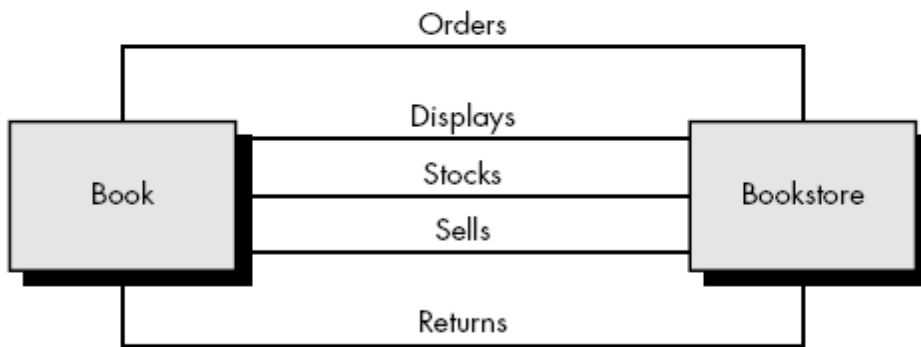 Orders
Displays
Stocks
Book
Bookstore
Sells
Returns